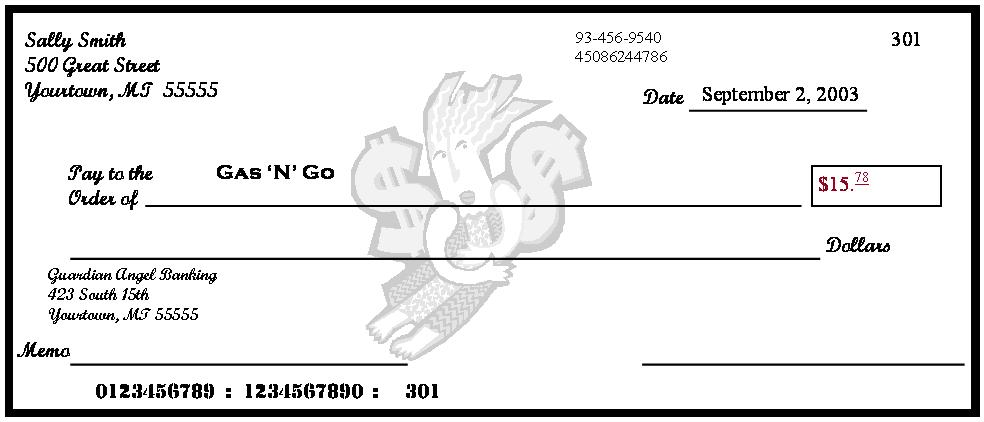 Sally Smith
500 Great Street
Yourtown, MT 55555
93-456-9540
45086244786
301
Date September 2, 2003
Pay to the
Order of GAS ‘N’ GO
$15.78
Dollars
Guardian Angel Banking
423 South 15th
Yourtown, MT 55555
Memo
0123456789 : 1234567890 : 301